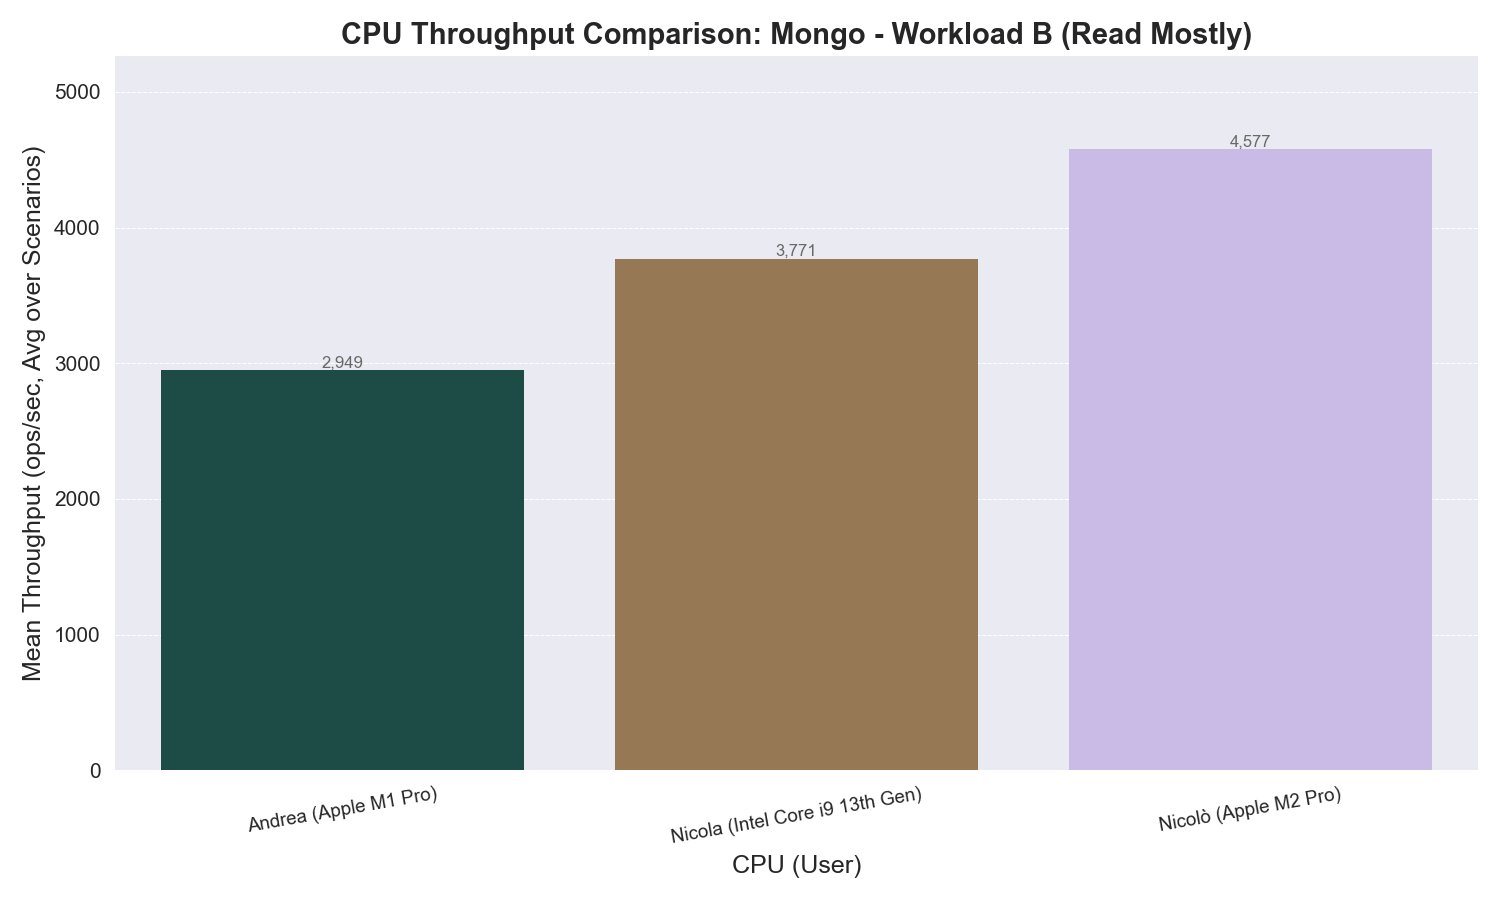 CPU Throughput Comparison: Mongo - Workload B (Read Mostly)
Mean Throughput (ops/sec, Avg over Scenarios)
5000
4000
3000
2000
1000
0
2,949
3,771
4,577
Andrea (Apple M1 Pro)
Nicola (Intel Core i9 13th Gen)
Nicolò (Apple M2 Pro)
CPU (User)